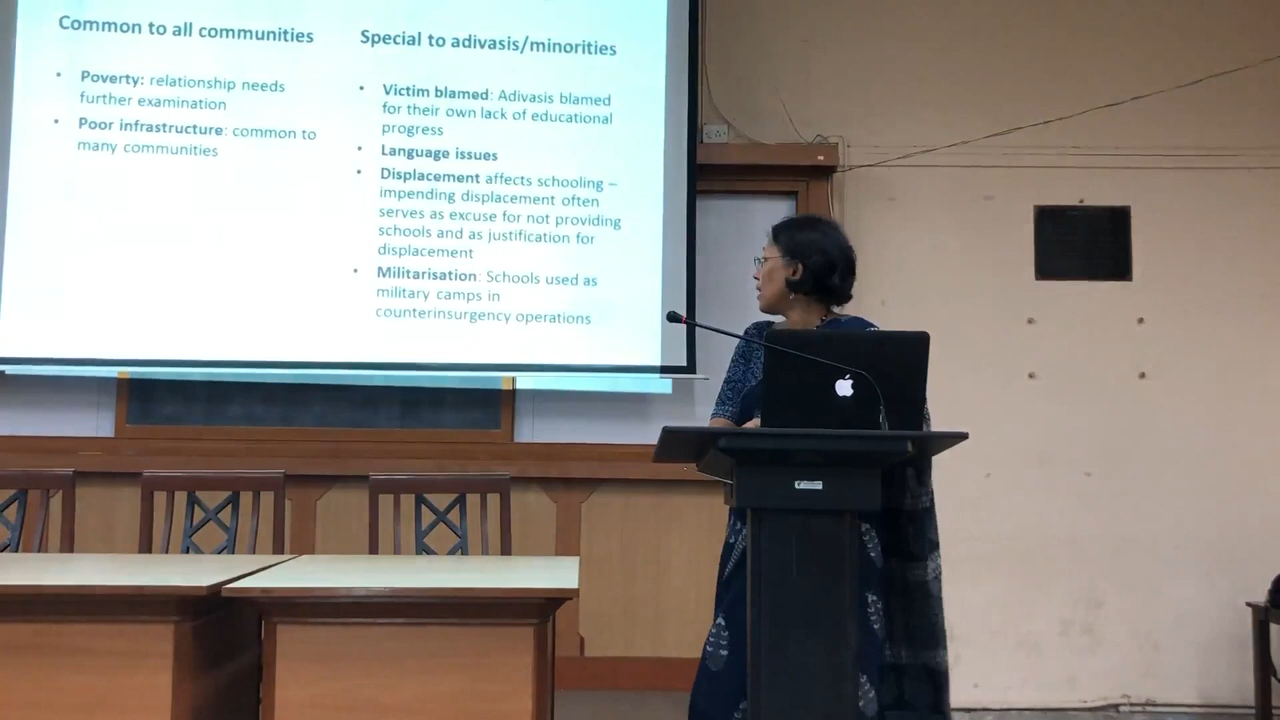 Common to all communities
• Poverty: relationship needs
further examination
• Poor infrastructure: common to
many communities
Special to adivasis/minorities
• Victim blamed: Adivasis blamed
for their own lack of educational
progress
• Language issues
• Displacement affects schooling –
impending displacement often
serves as excuse for not providing
schools and as justification for
displacement
• Militarisation: Schools used as
military camps in
counterinsurgency operations